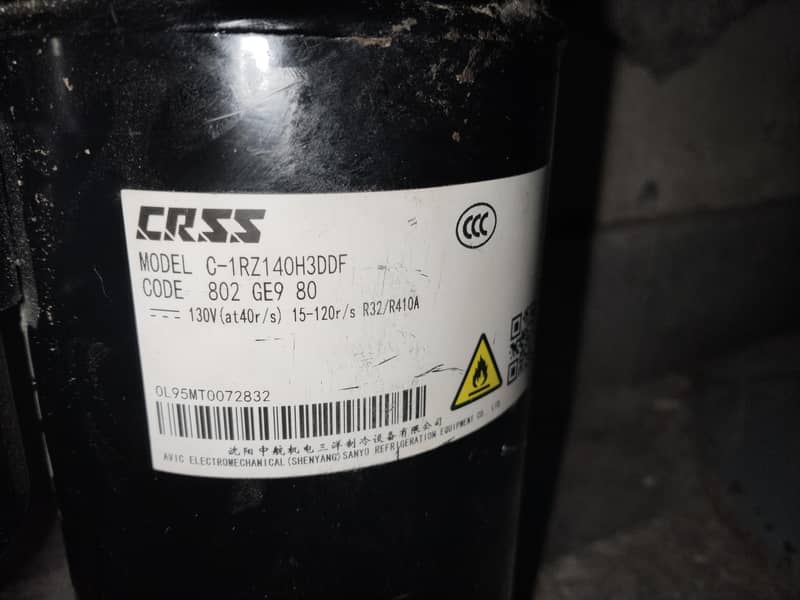 CRSS
CCC
MODEL C-1RZ140H3DDF
CODE 802 GE9 80
130V(at40r/s) 15-120r/s R32/R410A
OL95MT0072832
沈阳中航机电三洋制冷设备有限公司
AVIC ELECTROMECHANICAL(SHENYANG)SANYO REFRIGERATION EQUIPMENT CO., LTD.